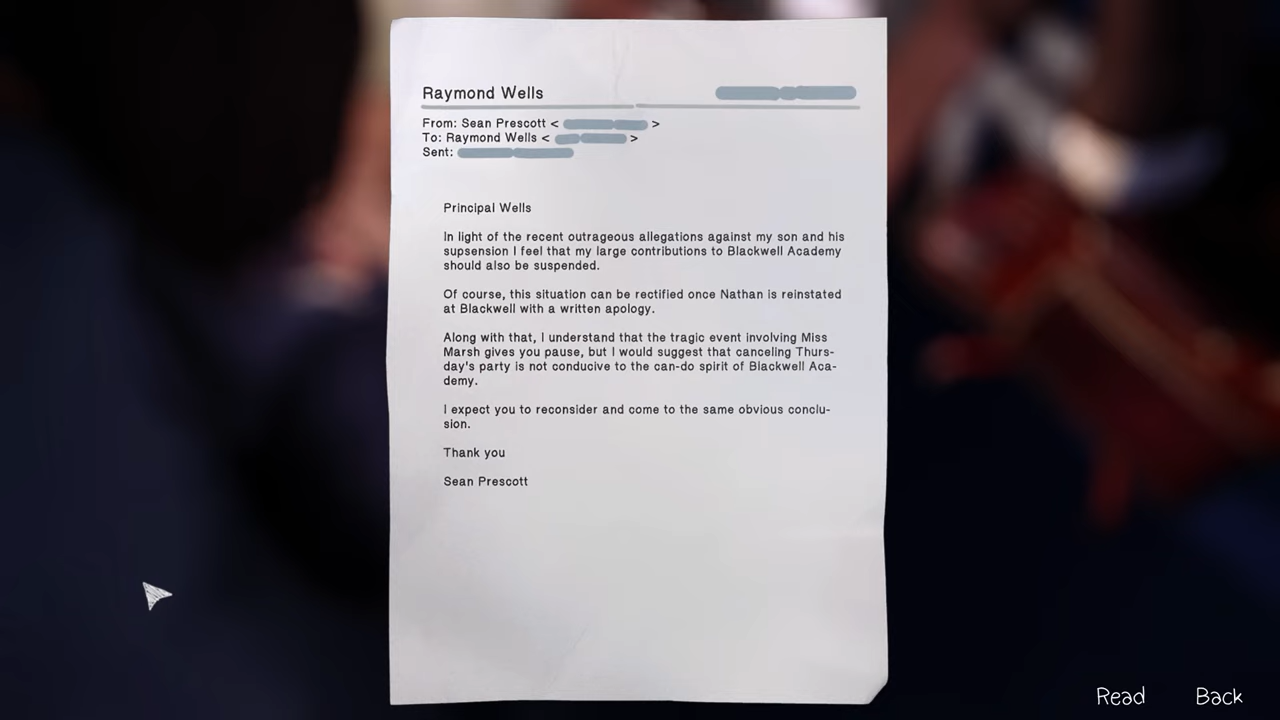 Raymond Wells
From: Sean Prescott < >
To: Raymond Wells < >
Sent:
Principal Wells
In light of the recent outrageous allegations against my son and his
supsension I feel that my large contributions to Blackwell Academy
should also be suspended.
Of course, this situation can be rectified once Nathan is reinstated
at Blackwell with a written apology.
Along with that, I understand that the tragic event involving Miss
Marsh gives you pause, but I would suggest that canceling Thurs-
day's party is not conducive to the can-do spirit of Blackwell Aca-
demy.
I expect you to reconsider and come to the same obvious conclu-
sion.
Thank you
Sean Prescott
Read Back